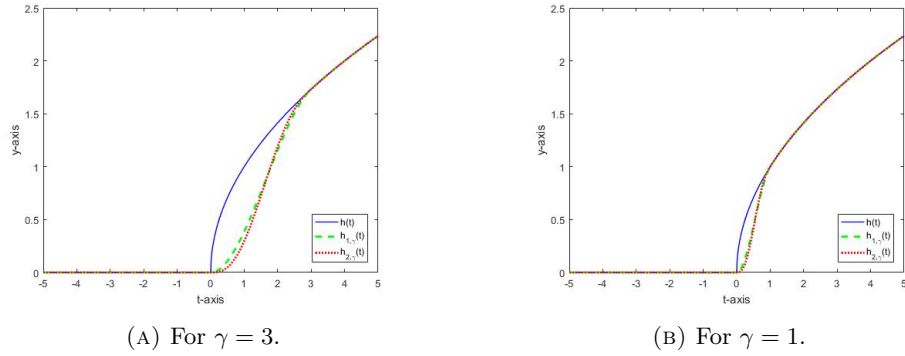 2.5
2
1.5
1
0.5
0
-5 -4 -3 -2 -1 0 1 2 3 4 5
y-axis
t-axis
h(t)
h1,γ(t)
h2,γ(t)
(A) For γ = 3.
2.5
2
1.5
1
0.5
0
-5 -4 -3 -2 -1 0 1 2 3 4 5
y-axis
t-axis
h(t)
h1,γ(t)
h2,γ(t)
(B) For γ = 1.